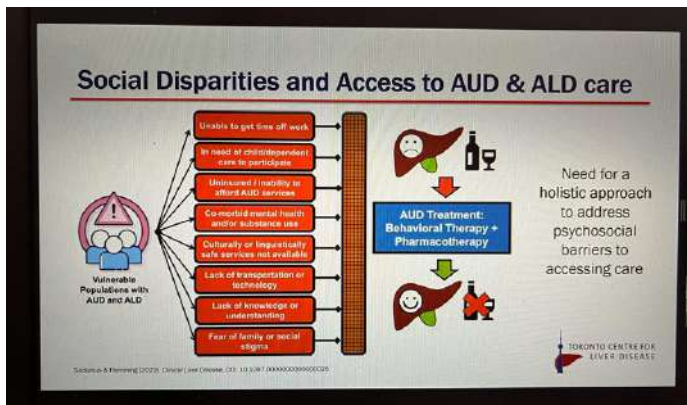 Social Disparities and Access to AUD & ALD care
Unable to get time off work
In need of child/dependent
care to participate
Uninsured / inability to
afford AUD services
Co-morbid mental health
and/or substance use
Culturally or linguistically
safe services not available
Lack of transportation or
technology
Lack of knowledge or
understanding
Fear of family or social
stigma
Vulnerable
Populations with
AUD and ALD
AUD Treatment:
Behavioral Therapy +
Pharmacotherapy
Need for a
holistic approach
to address
psychosocial
barriers to
accessing care
Clinical Liver Disease, DOI:
TORONTO CENTRE FOR
LIVER DISEASE